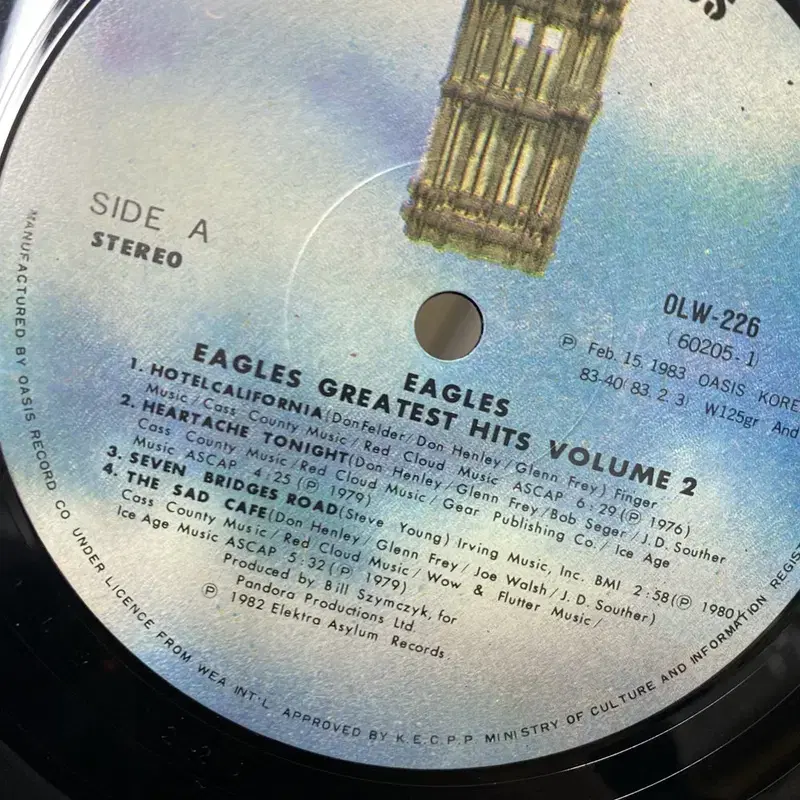 SIDE A
STEREO
OLW-226
(60205-1)
℗ Feb. 15. 1983 OASIS
83-40(83. 2. 3) W125gr And
EAGLES
EAGLES GREATEST HITS VOLUME 2
1. HOTELCALIFORNIA(DonFelder/Don Henley/Glenn Frey) Finger
Music/Cass County Music/Red Cloud Music ASCAP 6:29(℗ 1976)
2. HEARTACHE TONIGHT(Don Henley/Glenn Frey/Bob Seger/J.D. Souther
Cass County Music/Red Cloud Music/Gear Publishing Co./Ice Age
Music ASCAP 4:25(℗ 1979)
3. SEVEN BRIDGES ROAD(Steve Young) Irving Music, Inc. BMI 2:58(℗ 1980)
4. THE SAD CAFE(Don Henley/Glenn Frey/Joe Walsh/J.D. Souther)
Cass County Music/Red Cloud Music/Wow & Flutter Music/
Ice Age Music ASCAP 5:32(℗ 1979)
Produced by Bill Szymczyk, for
Pandora Productions Ltd.
℗ 1982 Elektra Asylum Records.
MANUFACTURED BY OASIS RECORD CO UNDER LICENCE FROM WEA INT'L APPROVED BY K.E.C.P.P MINISTRY OF CULTURE AND INFORMATION